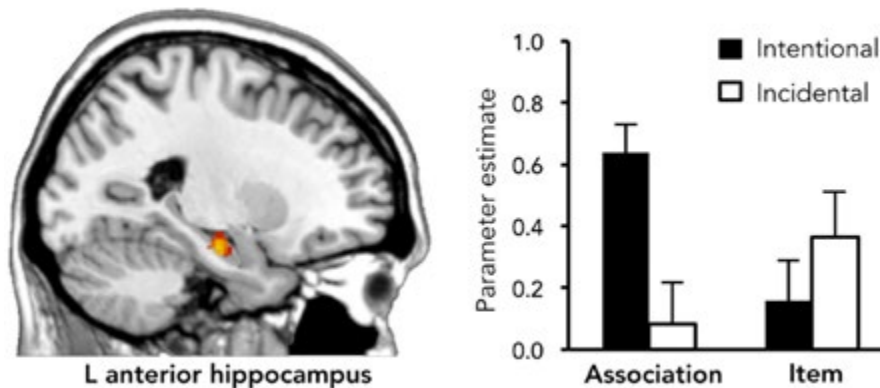 L anterior hippocampus
Parameter estimate
1.0
0.8
0.6
0.4
0.2
0.0
Intentional
Incidental
Association
Item